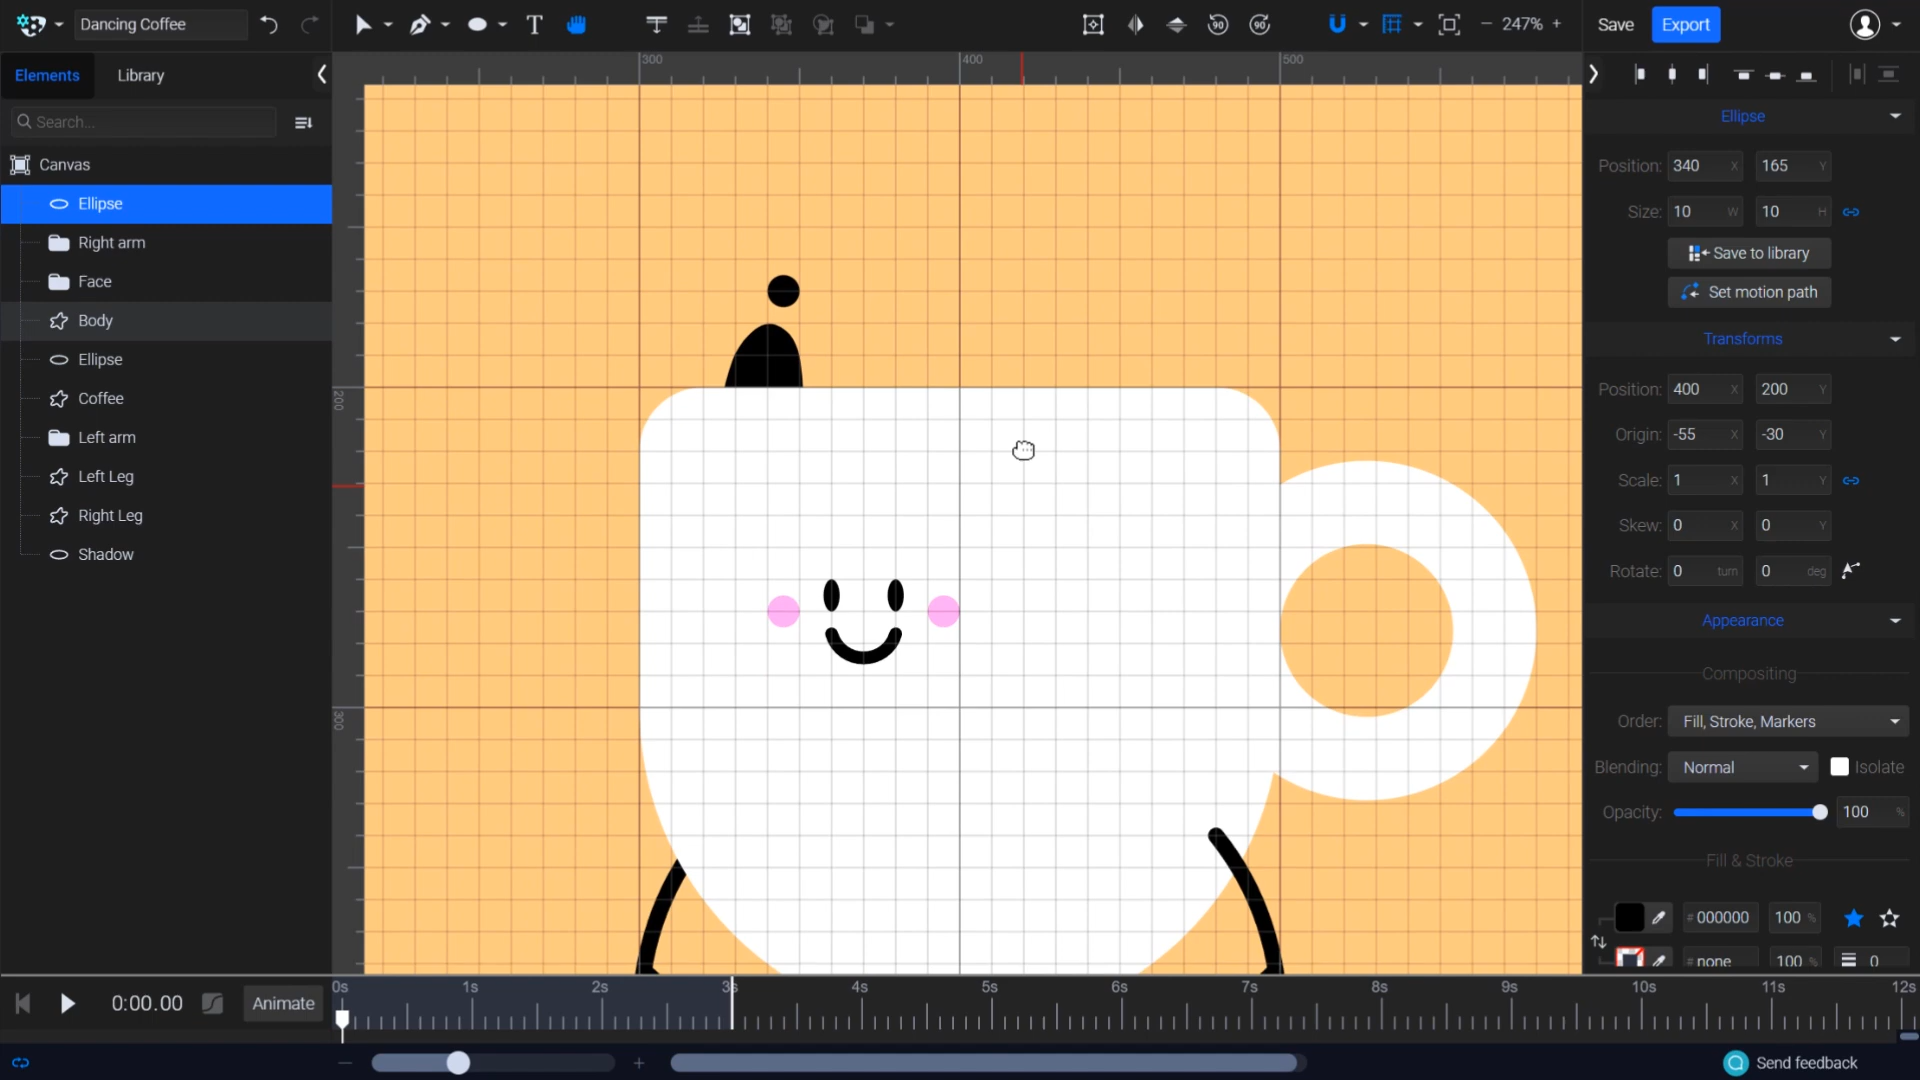 Dancing Coffee
T
247%
Save
Export
Elements
Library
Search...
Canvas
Ellipse
Right arm
Face
Body
Ellipse
Coffee
Left arm
Left Leg
Right Leg
Shadow
300
400
500
200
300
Ellipse
Position: 340 X 165 Y
Size: 10 W 10 H
Save to library
Set motion path
Transforms
Position: 400 X 200 Y
Origin: -55 X -30 Y
Scale: 1 X 1 Y
Skew: 0 X 0 Y
Rotate: 0 turn 0 deg
Appearance
Compositing
Order: Fill, Stroke, Markers
Blending: Normal Isolate
Opacity: 100 %
Fill & Stroke
# 000000 100 %
# none 100 % 0
0:00.00
Animate
0s 1s 2s 3s 4s 5s 6s 7s 8s 9s 10s 11s 12s
Send feedback